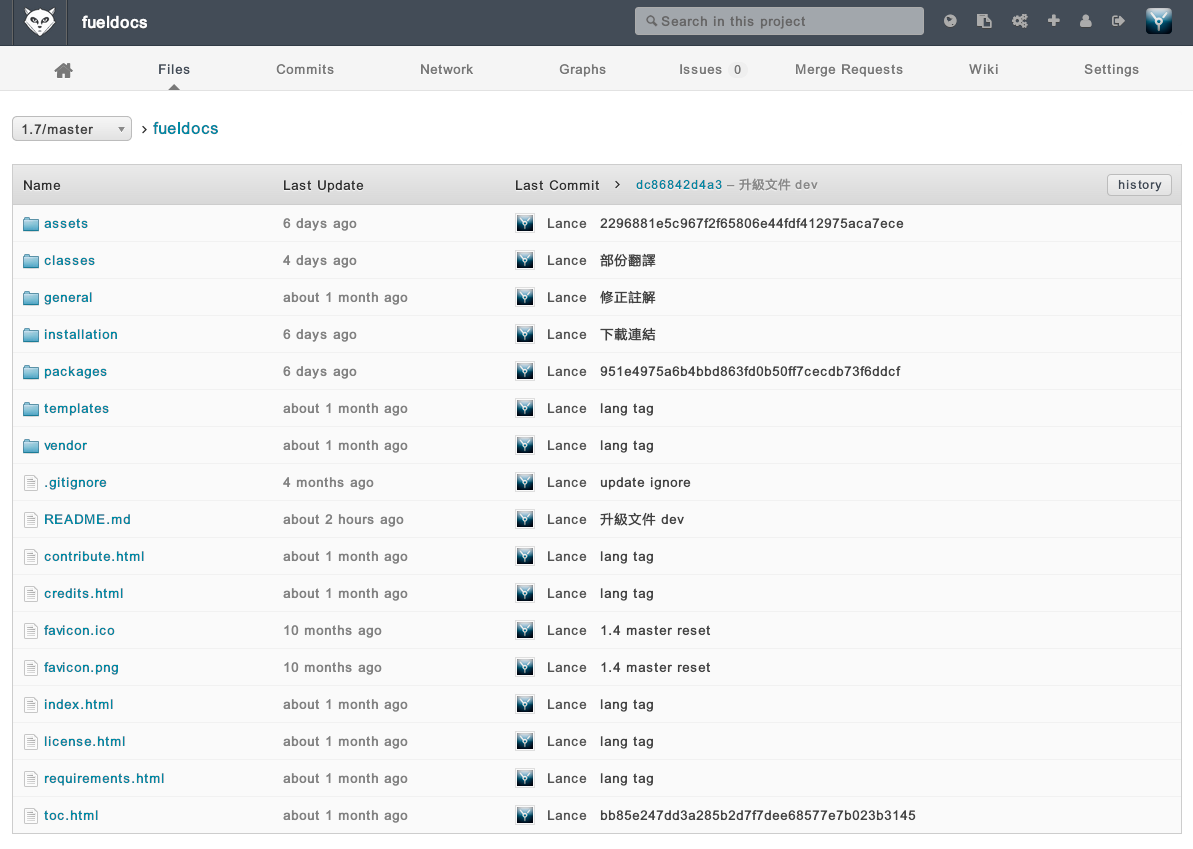 fueldocs
Search in this project
Files Commits Network Graphs Issues 0 Merge Requests Wiki Settings
1.7/master › fueldocs
Name Last Update Last Commit › dc86842d4a3 – 升級文件 dev history
assets 6 days ago Lance 2296881e5c967f2f65806e44fdf412975aca7ece
classes 4 days ago Lance 部份翻譯
general about 1 month ago Lance 修正註解
installation 6 days ago Lance 下載連結
packages 6 days ago Lance 951e4975a6b4bbd863fd0b50ff7cecdb73f6ddcf
templates about 1 month ago Lance lang tag
vendor about 1 month ago Lance lang tag
.gitignore 4 months ago Lance update ignore
README.md about 2 hours ago Lance 升級文件 dev
contribute.html about 1 month ago Lance lang tag
credits.html about 1 month ago Lance lang tag
favicon.ico 10 months ago Lance 1.4 master reset
favicon.png 10 months ago Lance 1.4 master reset
index.html about 1 month ago Lance lang tag
license.html about 1 month ago Lance lang tag
requirements.html about 1 month ago Lance lang tag
toc.html about 1 month ago Lance bb85e247dd3a285b2d7f7dee68577e7b023b3145